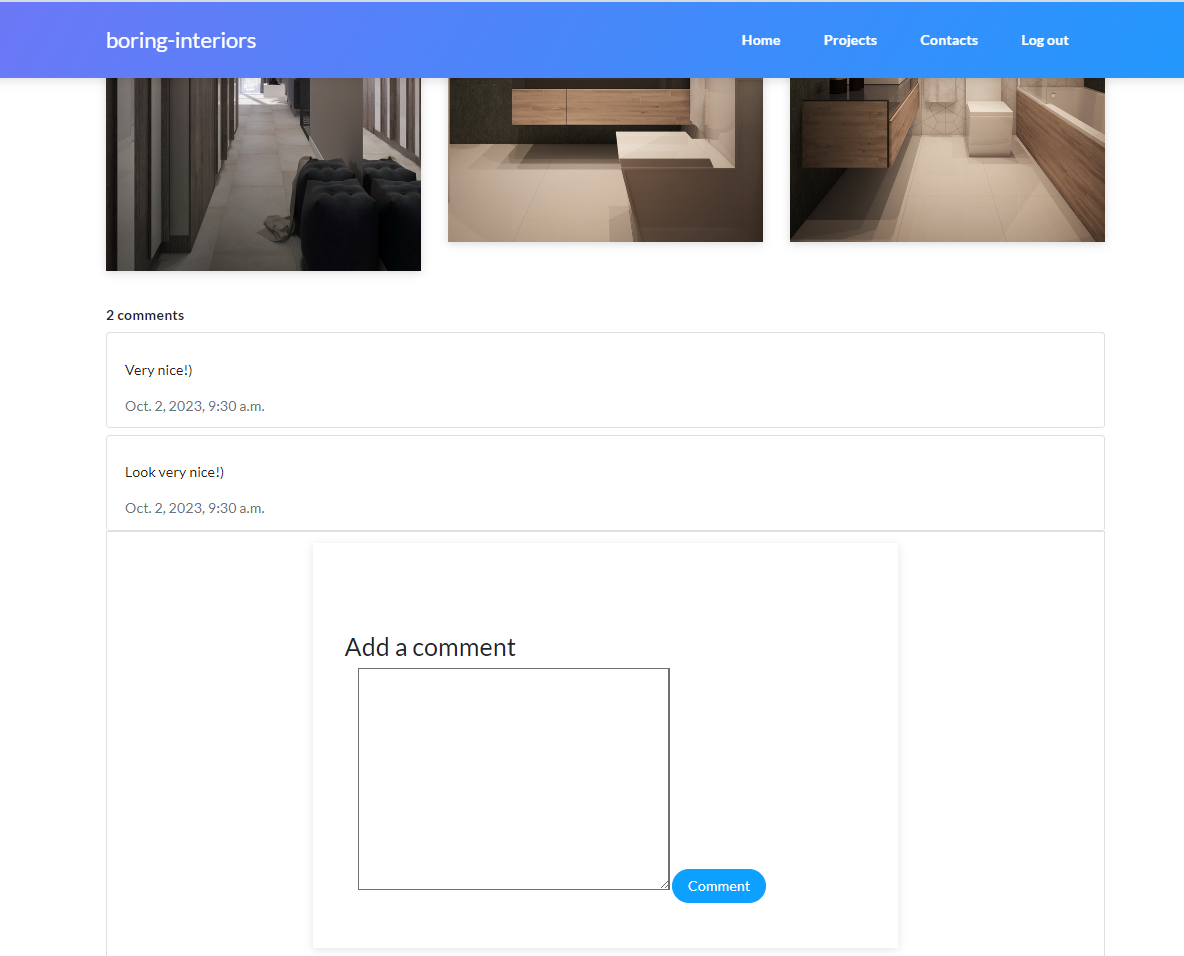 boring-interiors
Home Projects Contacts Log out
2 comments
Very nice!)
Oct. 2, 2023, 9:30 a.m.
Look very nice!)
Oct. 2, 2023, 9:30 a.m.
Add a comment
Comment